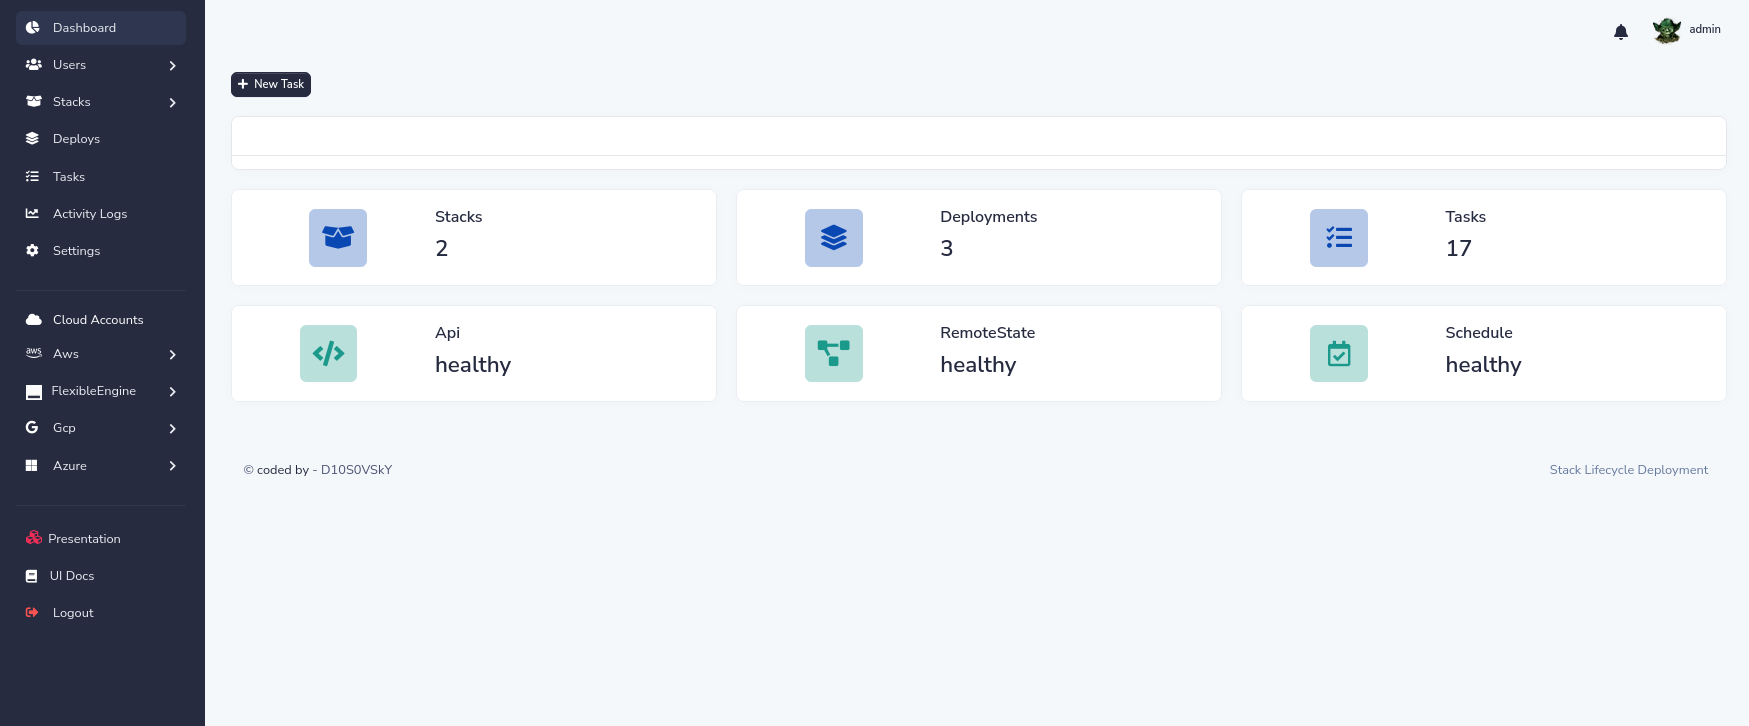 Dashboard
Users
Stacks
Deploys
Tasks
Activity Logs
Settings
Cloud Accounts
aws Aws
FlexibleEngine
Gcp
Azure
Presentation
UI Docs
Logout
admin
New Task
Stacks
2
Deployments
3
Tasks
17
Api
healthy
RemoteState
healthy
Schedule
healthy
© coded by - D10S0VSkY
Stack Lifecycle Deployment